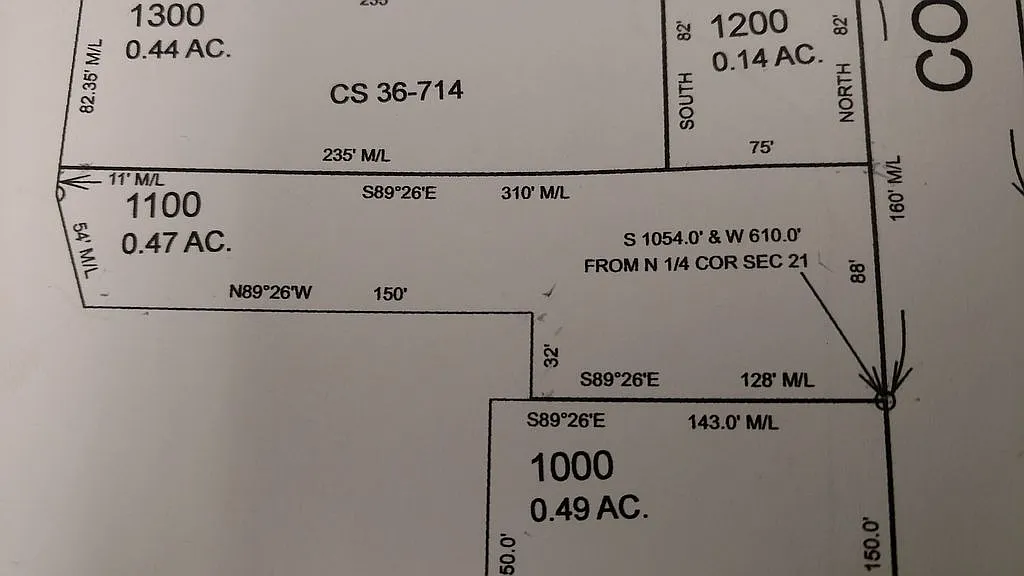 235'
1300
0.44 AC.
82.35' M/L
CS 36-714
235' M/L
SOUTH 82'
1200
0.14 AC.
NORTH 82'
75'
CO
11' M/L
1100
0.47 AC.
S89°26'E 310' M/L
160' M/L
54' M/L
S 1054.0' & W 610.0'
FROM N 1/4 COR SEC 21
88'
N89°26'W 150'
32'
S89°26'E 128' M/L
S89°26'E 143.0' M/L
1000
0.49 AC.
50.0'
150.0'